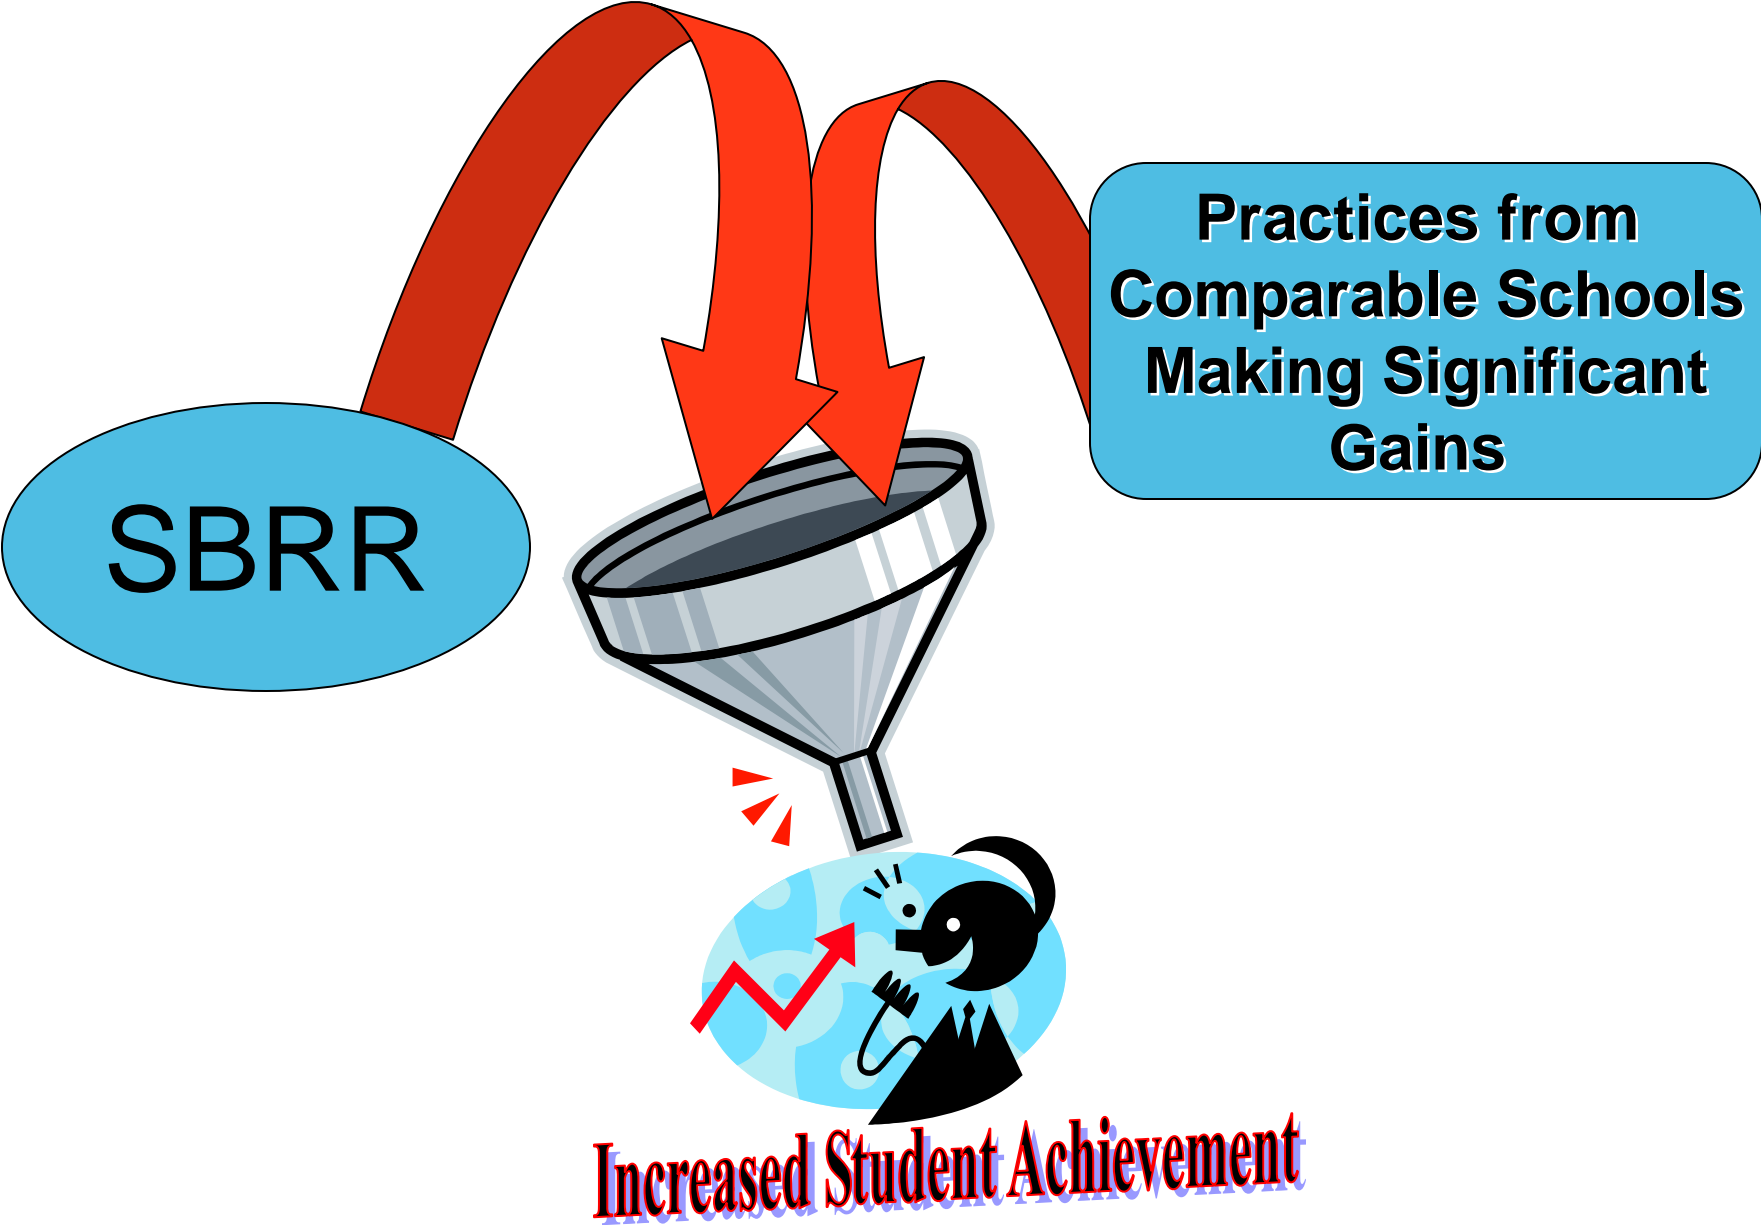 Practices from
Comparable Schools
Making Significant
Gains
SBRR
Increased Student Achievement